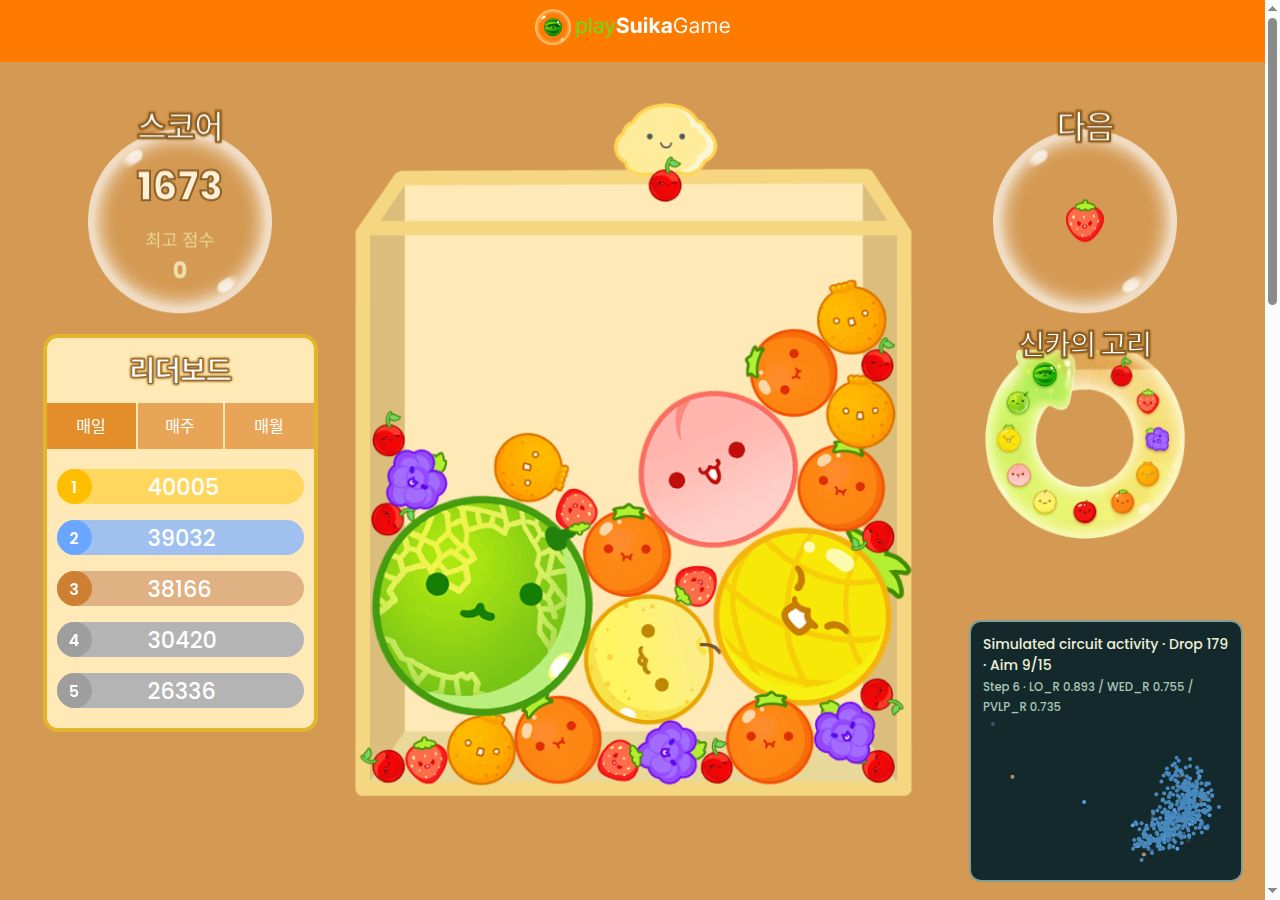 playSuikaGame
스코어
1673
최고 점수
0
리더보드
매일 매주 매월
1 40005
2 39032
3 38166
4 30420
5 26336
다음
신카의 고리
Simulated circuit activity · Drop 179
· Aim 9/15
Step 6 · LO_R 0.893 / WED_R 0.755 /
PVLP_R 0.735